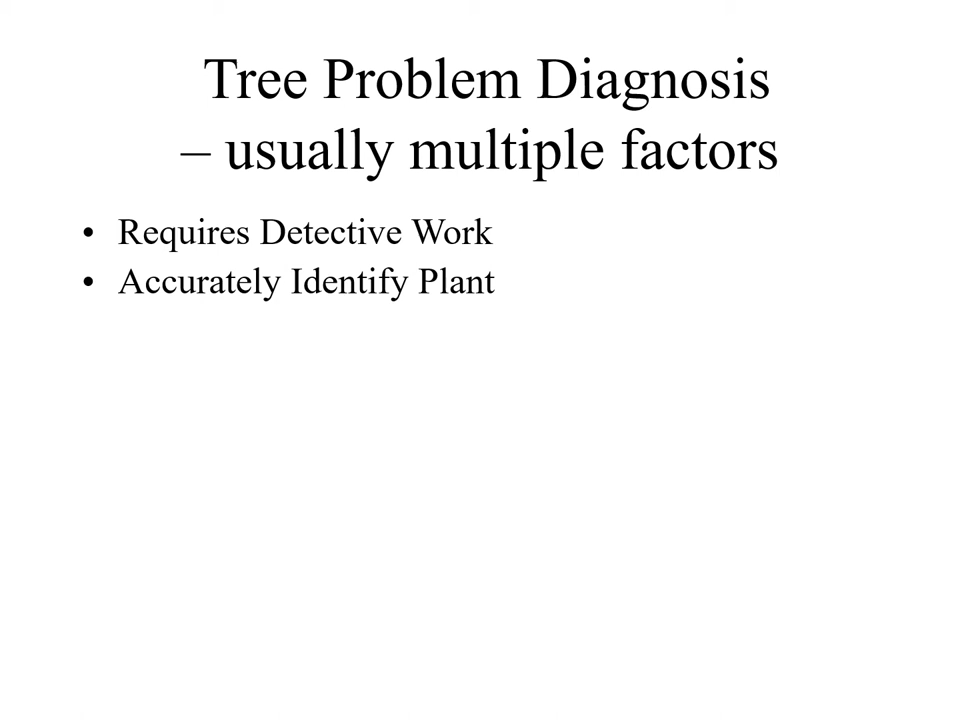 Tree Problem Diagnosis
– usually multiple factors
• Requires Detective Work
• Accurately Identify Plant